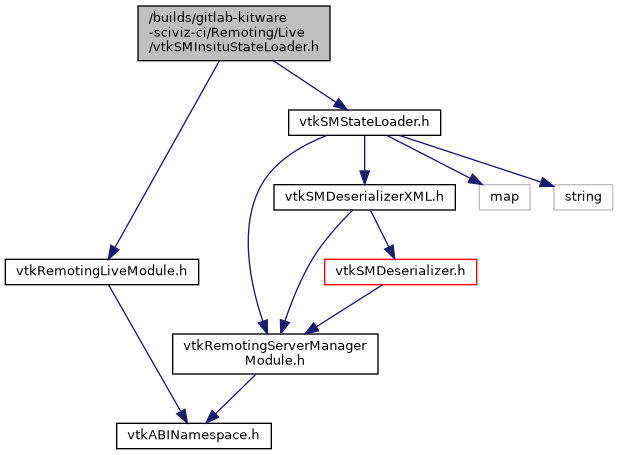 /builds/gitlab-kitware
-sciviz-ci/Remoting/Live
/vtkSMInsituStateLoader.h
vtkSMStateLoader.h
vtkSMDeserializerXML.h
map
string
vtkRemotingLiveModule.h
vtkSMDeserializer.h
vtkRemotingServerManager
Module.h
vtkABINamespace.h